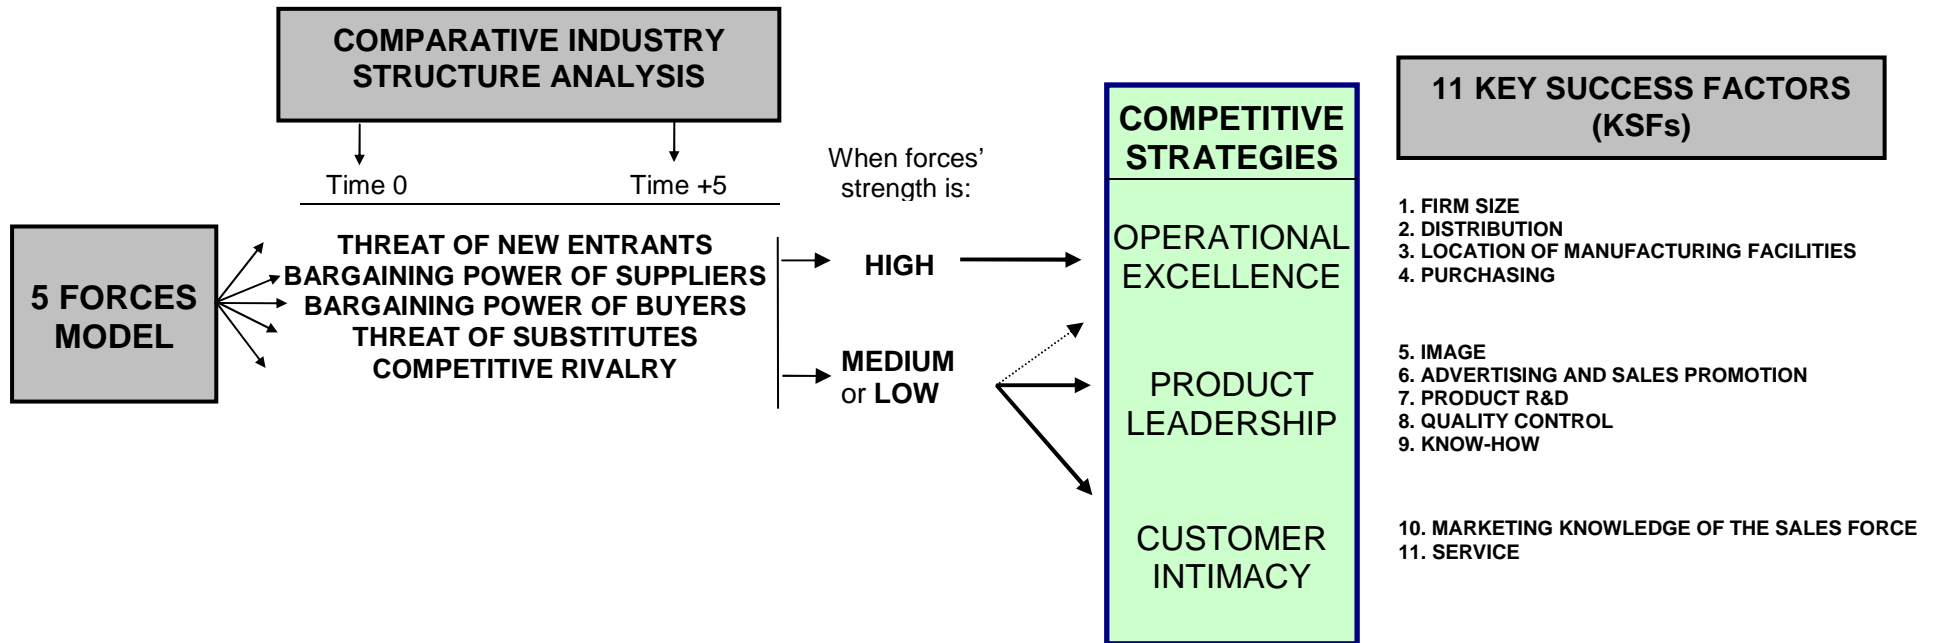 COMPARATIVE INDUSTRY
STRUCTURE ANALYSIS
Time 0
Time +5
5 FORCES
MODEL
THREAT OF NEW ENTRANTS
BARGAINING POWER OF SUPPLIERS
BARGAINING POWER OF BUYERS
THREAT OF SUBSTITUTES
COMPETITIVE RIVALRY
When forces’
strength is:
HIGH
MEDIUM
or LOW
COMPETITIVE
STRATEGIES
OPERATIONAL
EXCELLENCE
PRODUCT
LEADERSHIP
CUSTOMER
INTIMACY
11 KEY SUCCESS FACTORS
(KSFs)
1. FIRM SIZE
2. DISTRIBUTION
3. LOCATION OF MANUFACTURING FACILITIES
4. PURCHASING
5. IMAGE
6. ADVERTISING AND SALES PROMOTION
7. PRODUCT R&D
8. QUALITY CONTROL
9. KNOW-HOW
10. MARKETING KNOWLEDGE OF THE SALES FORCE
11. SERVICE